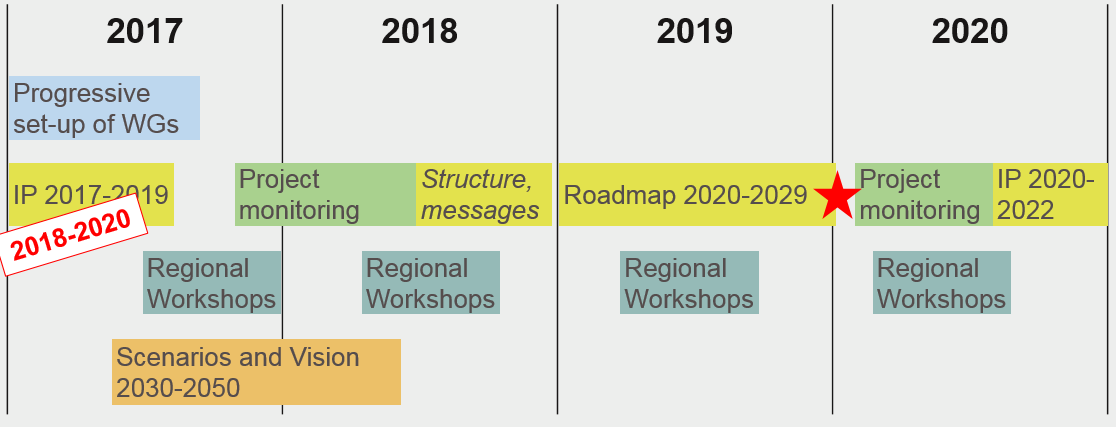 2017
2018
2019
2020
Progressive
set-up of WGs
IP 2017-2019
2018-2020
Project
monitoring
Structure,
messages
Roadmap 2020-2029
Project
monitoring
IP 2020-
2022
Regional
Workshops
Regional
Workshops
Regional
Workshops
Regional
Workshops
Scenarios and Vision
2030-2050